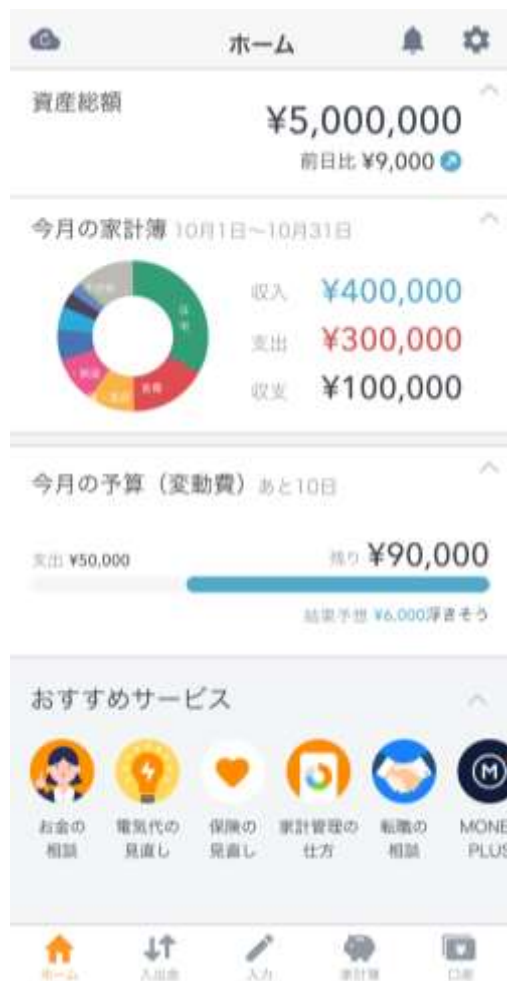 ホーム
資産総額
¥5,000,000
前日比 ¥9,000
今月の家計簿 10月1日~10月31日
収入 ¥400,000
支出 ¥300,000
収支 ¥100,000
今月の予算(変動費) あと10日
支出 ¥50,000
残り ¥90,000
結果予想 ¥6,000浮きそう
おすすめサービス
お金の
相談
電気代の
見直し
保険の
見直し
家計管理の
仕方
転職の
相談
M
MONE
PLUS
ホーム
入出金
入力
家計簿
口座